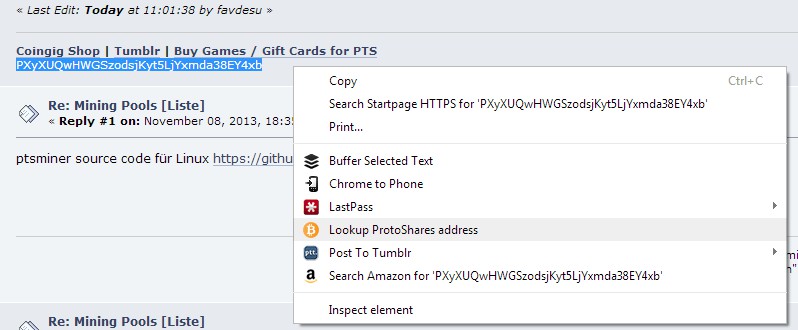 « Last Edit: Today at 11:01:38 by favdesu »
Coingig Shop | Tumblr | Buy Games / Gift Cards for PTS
PXyXUQwHWGSzodsjKyt5LjYxmda38EY4xb
Copy Ctrl+C
Search Startpage HTTPS for 'PXyXUQwHWGSzodsjKyt5LjYxmda38EY4xb'
Print...
Buffer Selected Text
Chrome to Phone
LastPass
Lookup ProtoShares address
ptt. Post To Tumblr
Search Amazon for 'PXyXUQwHWGSzodsjKyt5LjYxmda38EY4xb'
Inspect element
Re: Mining Pools [Liste]
« Reply #1 on: November 08, 2013, 18:35
ptsminer source code für Linux https://githu
Re: Mining Pools [Liste]